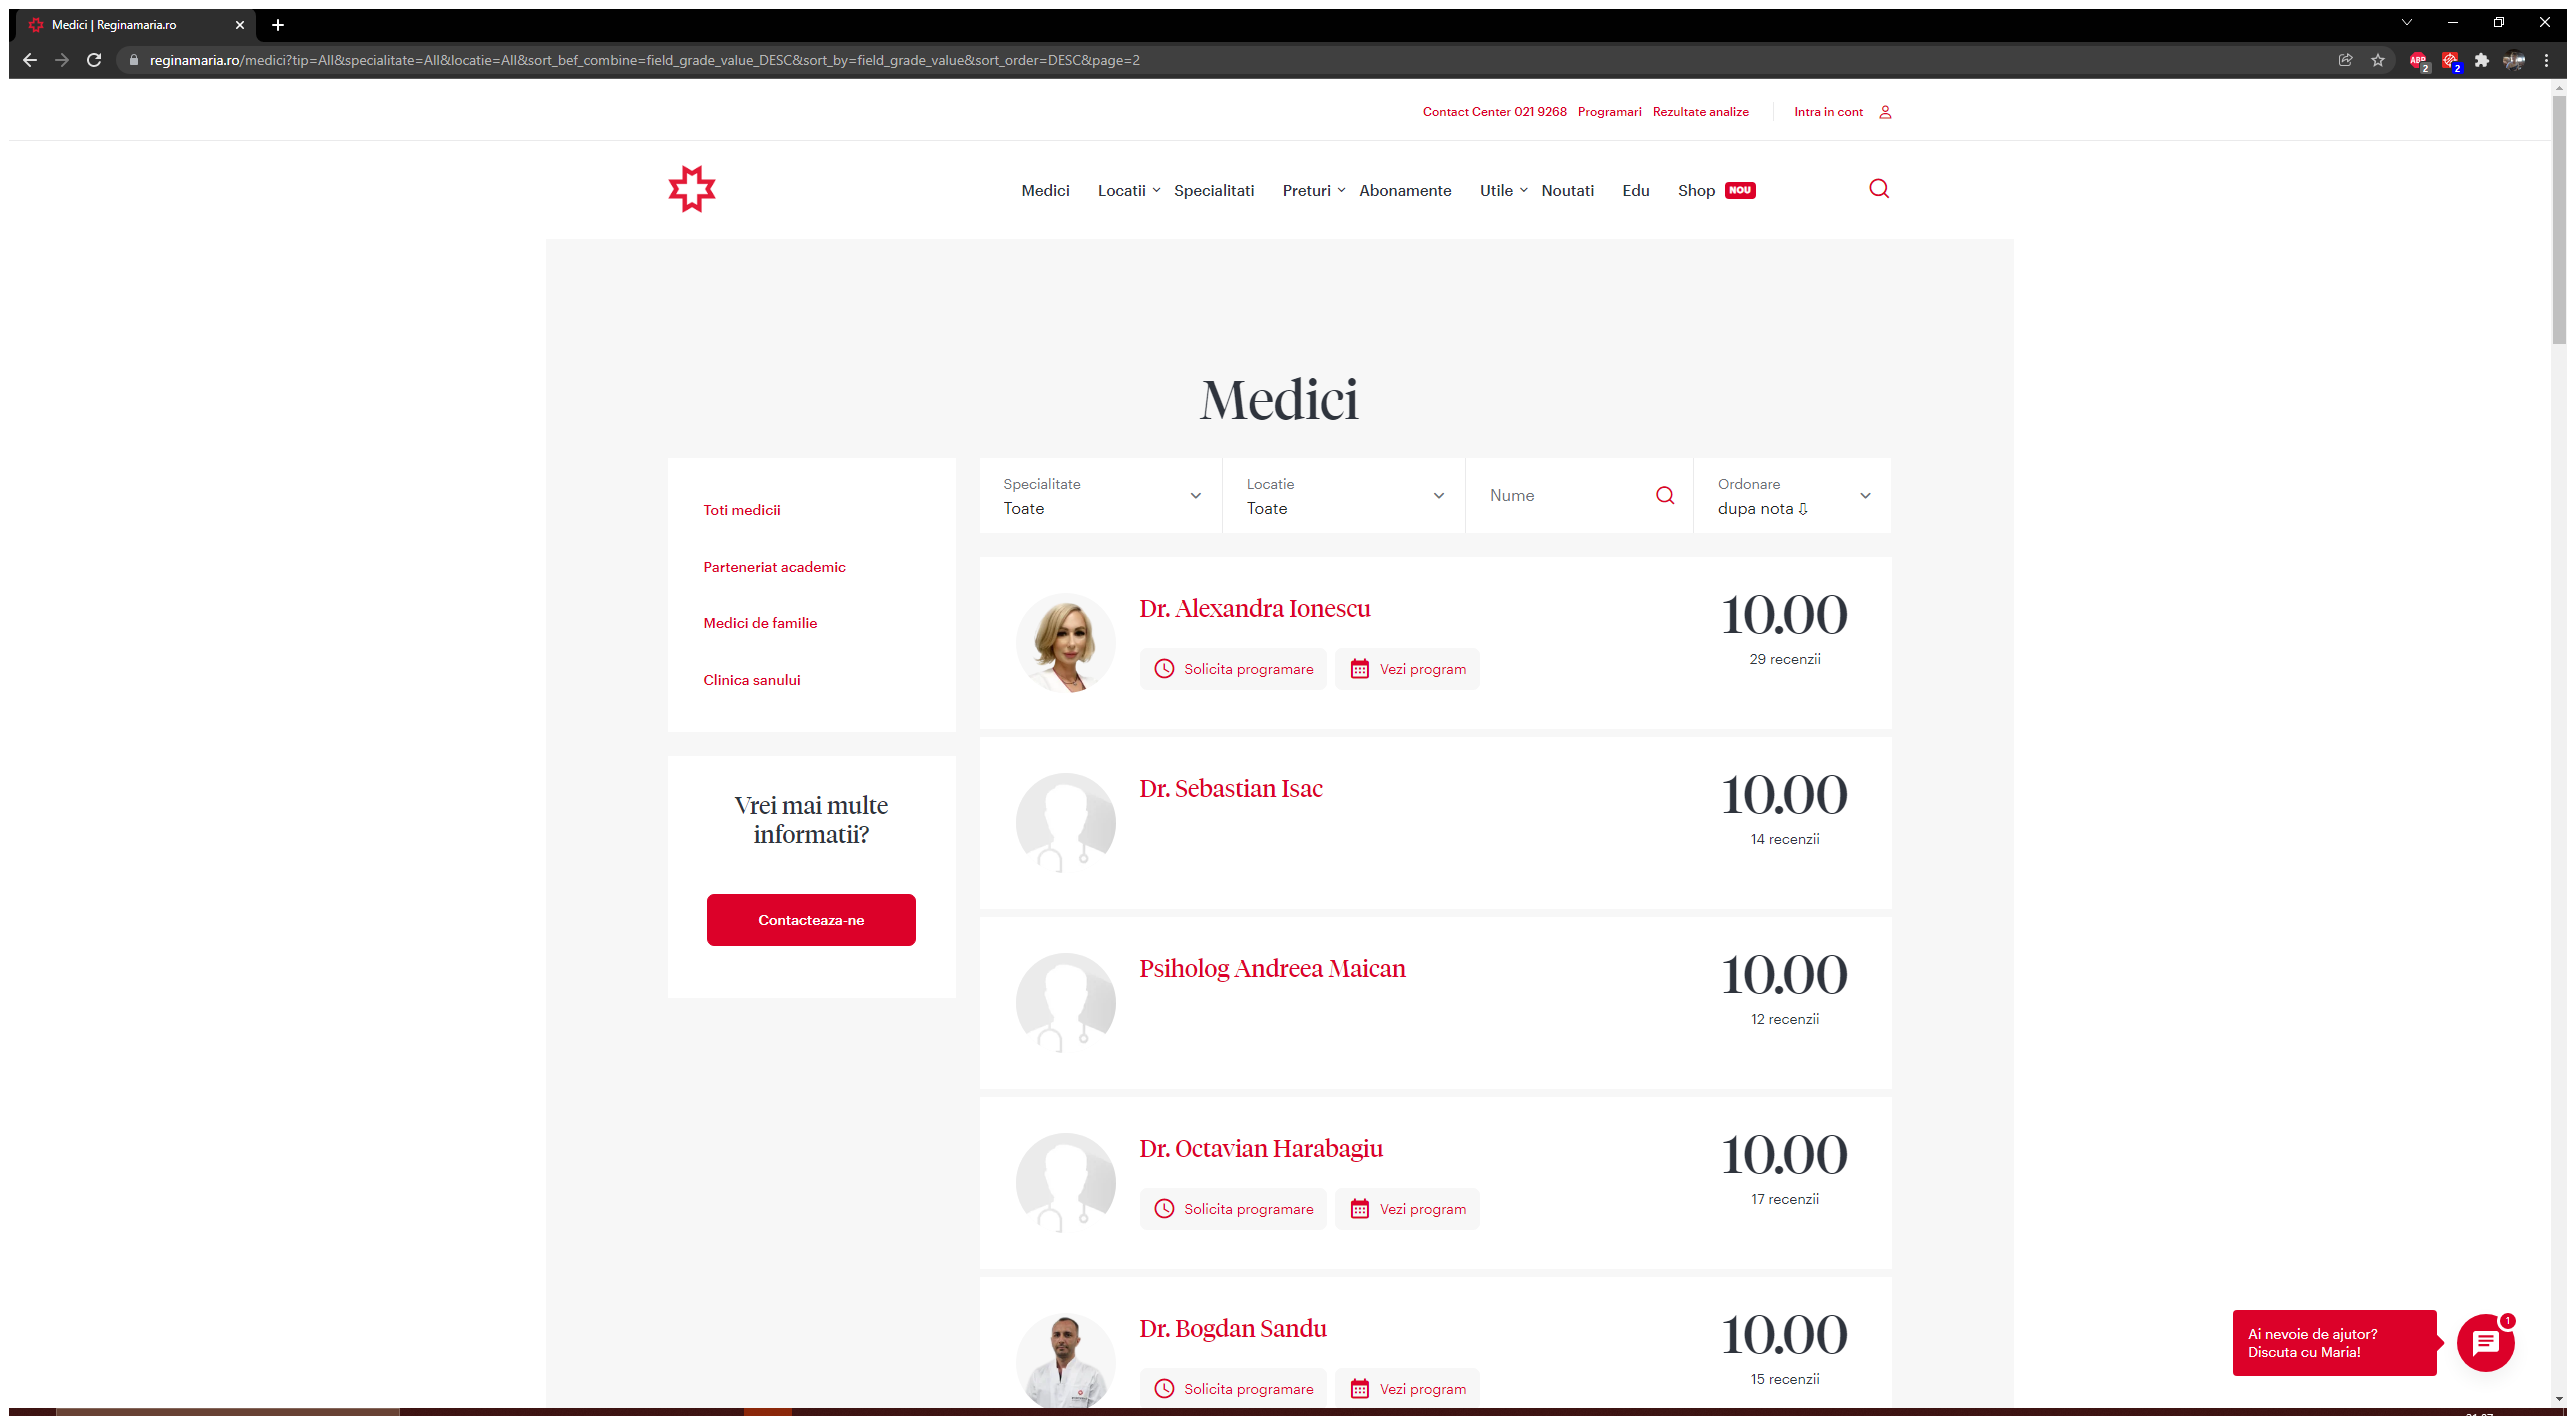 Medici | Reginamaria.ro
reginamaria.ro/medici?tip=All&specialitate=All&locatie=All&sort_bef_combine=field_grade_value_DESC&sort_by=field_grade_value&sort_order=DESC&page=2
ABP
2
2
Contact Center 021 9268 Programari Rezultate analize Intra in cont
Medici Locatii Specialitati Preturi Abonamente Utile Noutati Edu Shop NOU
Medici
Toti medicii
Parteneriat academic
Medici de familie
Clinica sanului
Vrei mai multe
informatii?
Contacteaza-ne
Specialitate
Toate
Locatie
Toate
Nume
Ordonare
dupa nota ⇩
Dr. Alexandra Ionescu
Solicita programare Vezi program
10.00
29 recenzii
Dr. Sebastian Isac
10.00
14 recenzii
Psiholog Andreea Maican
10.00
12 recenzii
Dr. Octavian Harabagiu
Solicita programare Vezi program
10.00
17 recenzii
Dr. Bogdan Sandu
Solicita programare Vezi program
10.00
15 recenzii
Ai nevoie de ajutor?
Discuta cu Maria!
1